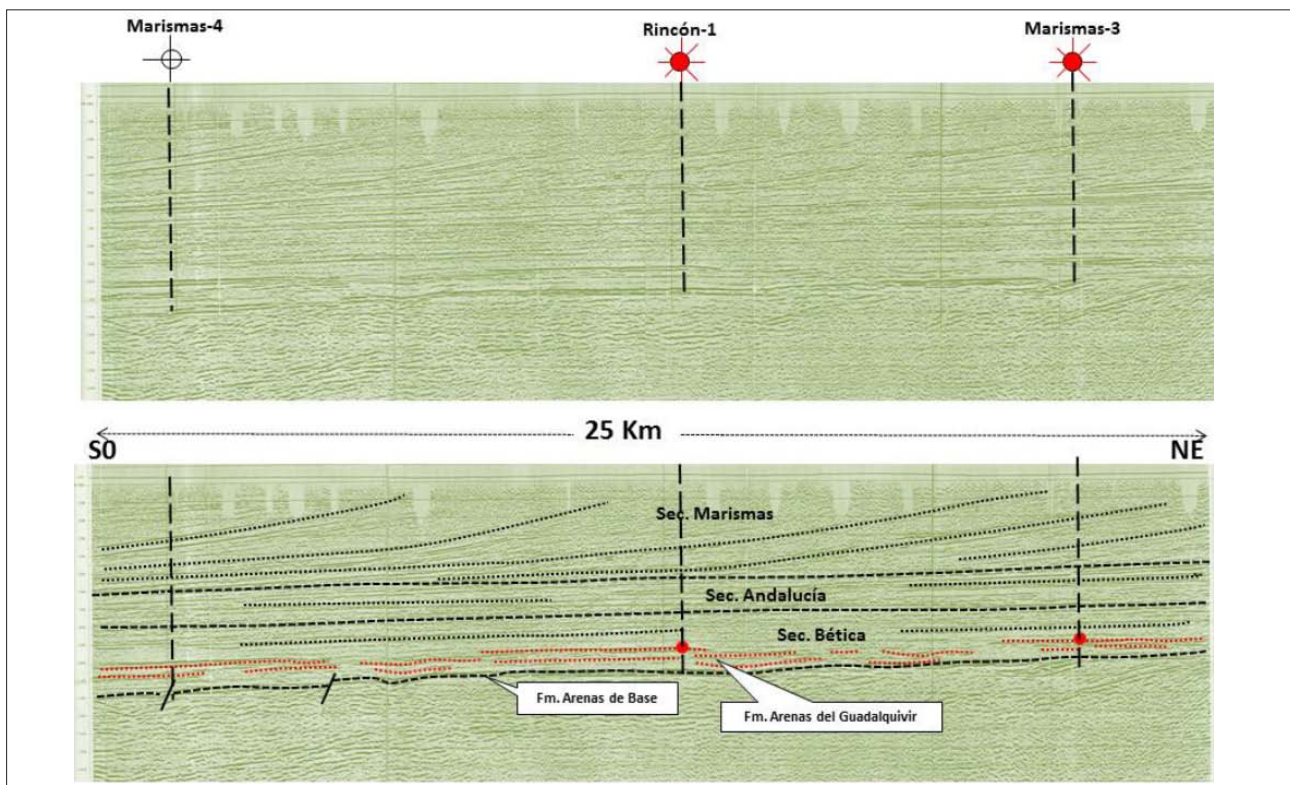 Marismas-4
Rincón-1
Marismas-3
25 Km
SO
NE
Sec. Marismas
Sec. Andalucía
Sec. Bética
Fm. Arenas de Base
Fm. Arenas del Guadalquivir